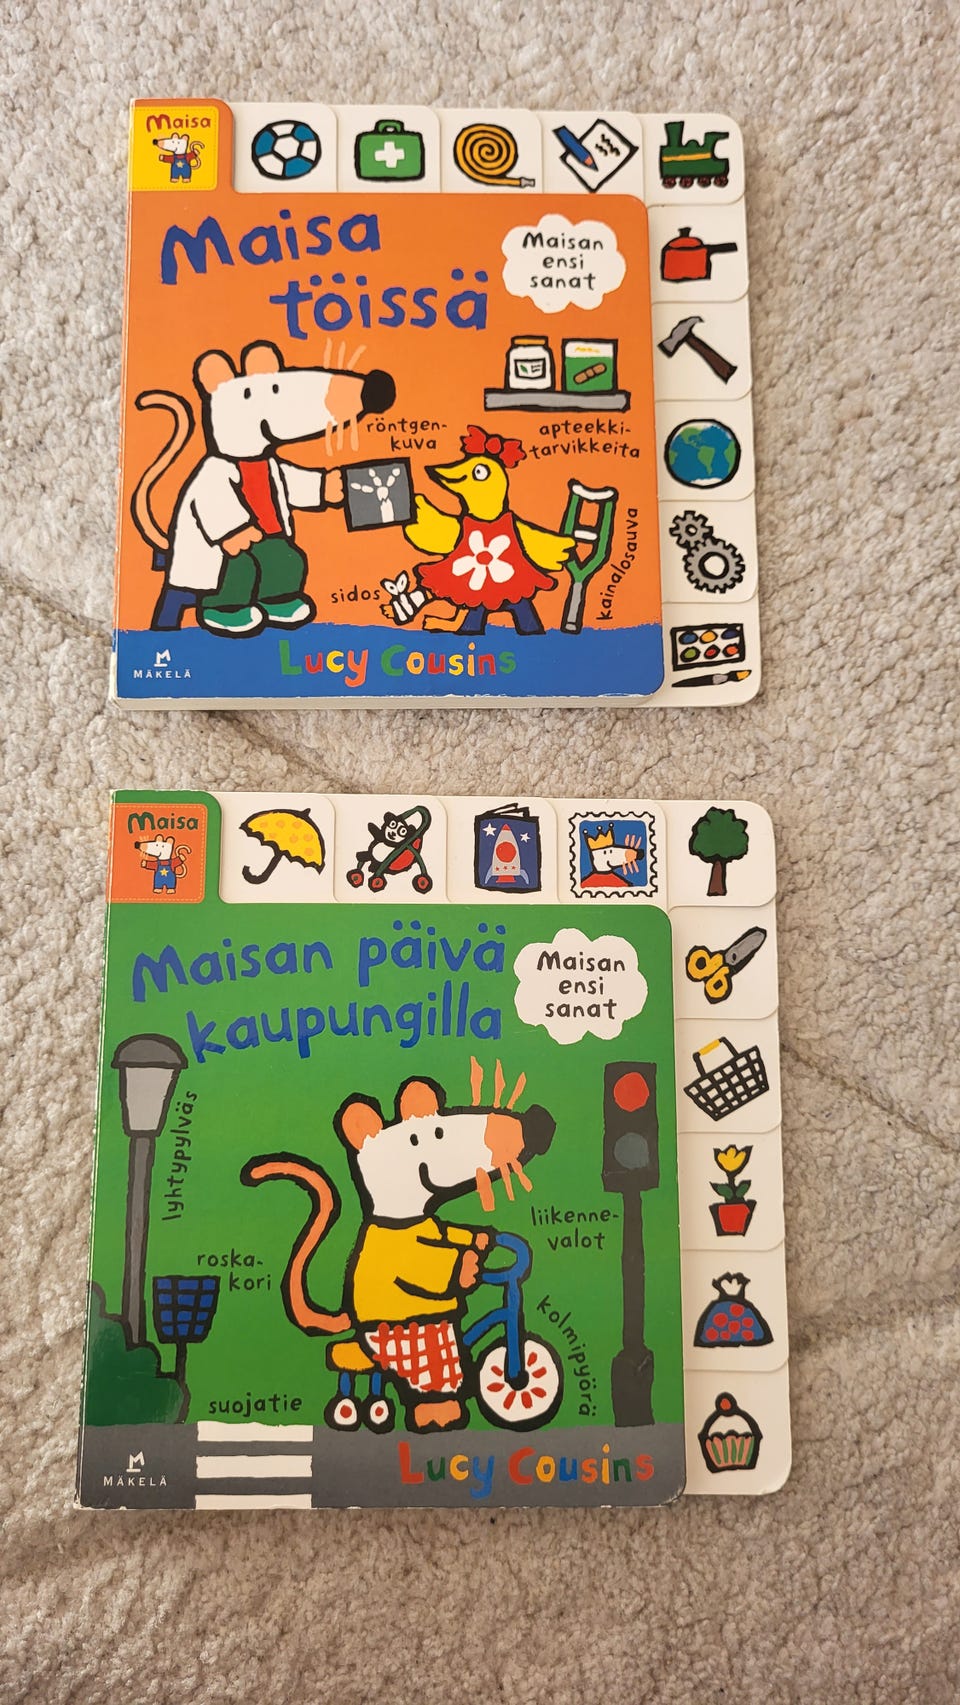 Maisa
Maisa
töissä
Maisan
ensi
sanat
röntgen-
kuva
apteekki-
tarvikkeita
sidos
kainalosauva
Lucy Cousins
MÄKELÄ
Maisa
Maisan päivä
kaupungilla
Maisan
ensi
sanat
lyhtypylväs
roska-
kori
liikenne-
valot
kolmipyörä
suojatie
Lucy Cousins
MÄKELÄ